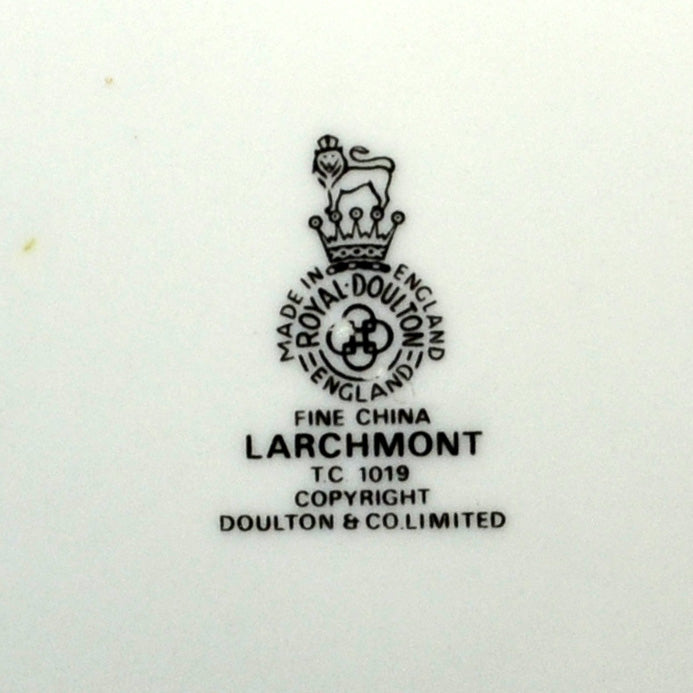 MADE IN ENGLAND
ROYAL·DOULTON
ENGLAND
FINE CHINA
LARCHMONT
T.C. 1019
COPYRIGHT
DOULTON & CO.LIMITED